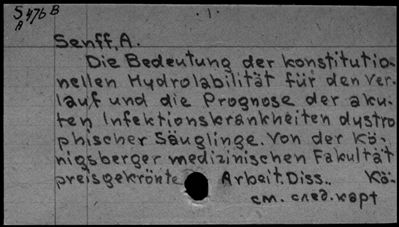 S 476 B
A
. 1 .
Senff, A.
Die Bedeutung der konstitutio-
nellen Hydrolabilität für den Ver-
lauf und die Prognose der aku-
ten Infektionskrankheiten dystro
phischer Säuglinge. Von der Kö-
nigsberger medizinischen Fakultät
preisgekrönte Arbeit. Diss.. Kö-
см. след. карт